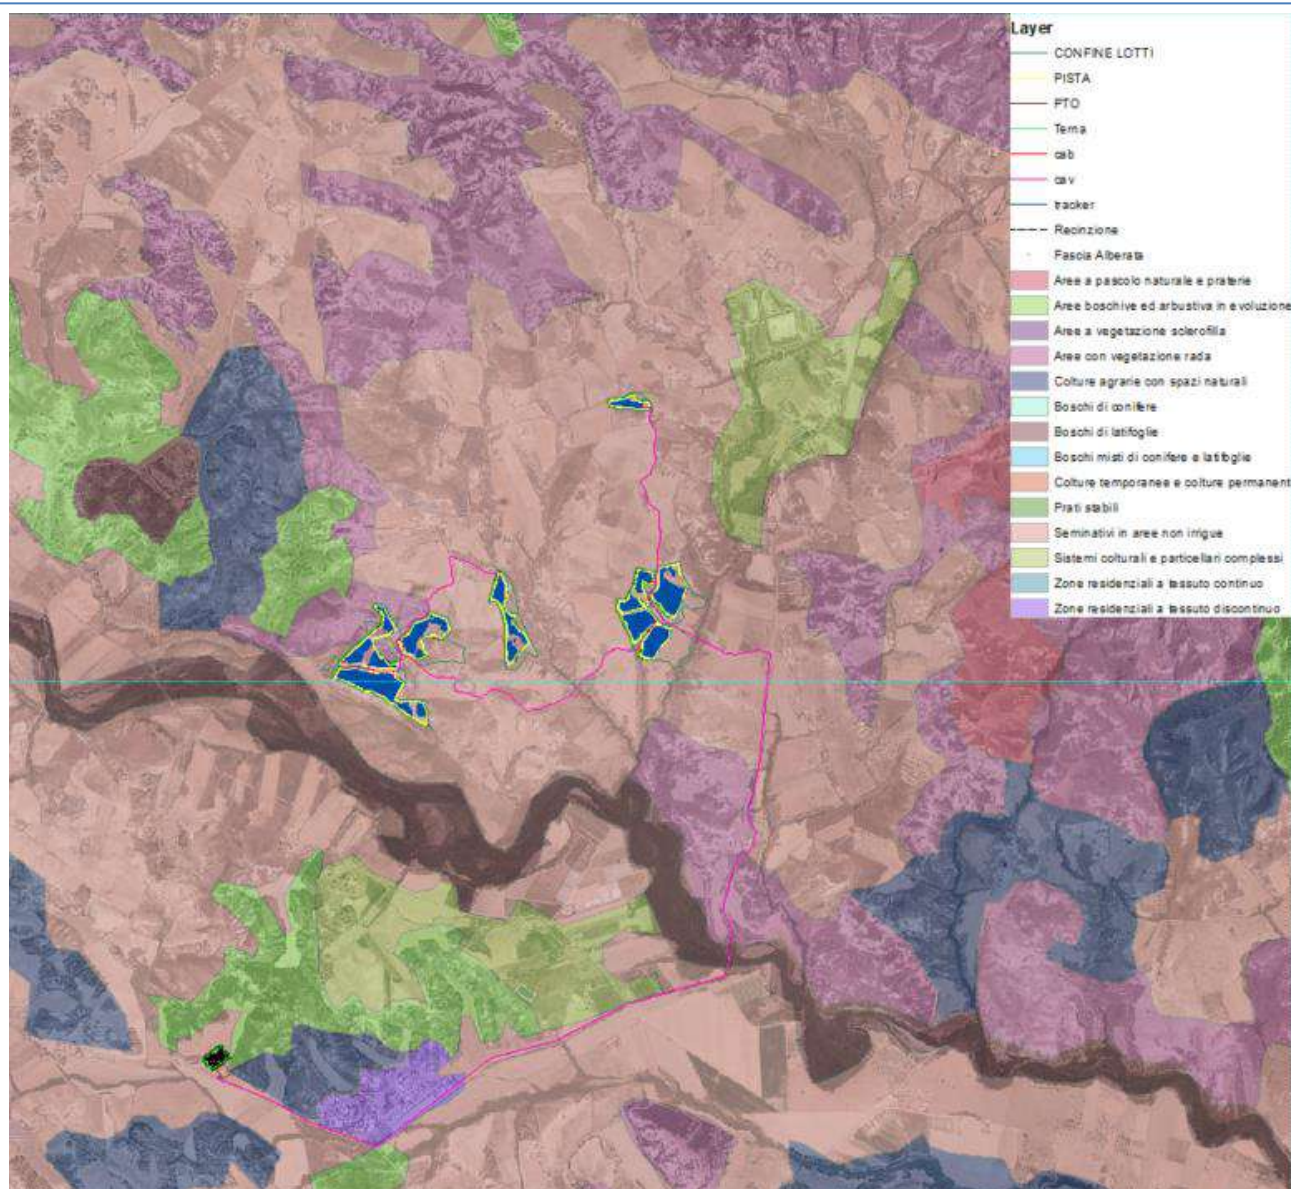 Layer
CONFINE LOTTI
PISTA
PTO
Terna
cab
cav
tracker
Recinzione
Fascia Alberata
Aree a pascolo naturale e praterie
Aree boschive ed arbustiva in evoluzione
Aree a vegetazione sclerofilla
Aree con vegetazione rada
Colture agrarie con spazi naturali
Boschi di conifere
Boschi di latifoglie
Boschi misti di conifere e latifoglie
Colture temporanee e colture permanent
Prati stabili
Seminativi in aree non irrigue
Sistemi colturali e particellari complessi
Zone residenziali a tessuto continuo
Zone residenziali a tessuto discontinuo